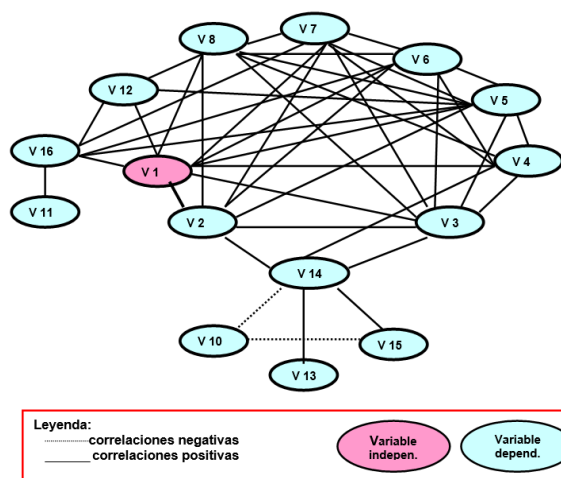 V 7
V 8
V 6
V 12
V 5
V 16
V 4
V 1
V 11
V 2
V 3
V 14
V 10
V 15
V 13
Leyenda:
correlaciones negativas
correlaciones positivas
Variable
indepen.
Variable
depend.